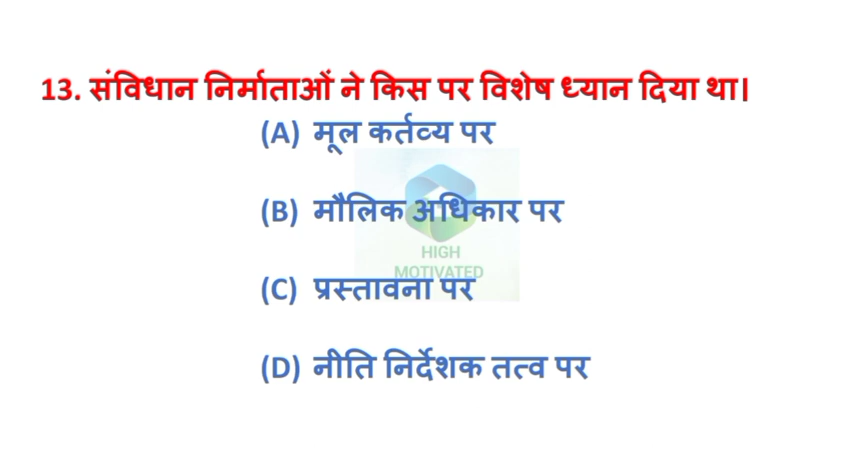 13. संविधान निर्माताओं ने किस पर विशेष ध्यान दिया था।
(A) मूल कर्तव्य पर
(B) मौलिक अधिकार पर
HIGH
MOTIVATED
(C) प्रस्तावना पर
(D) नीति निर्देशक तत्व पर